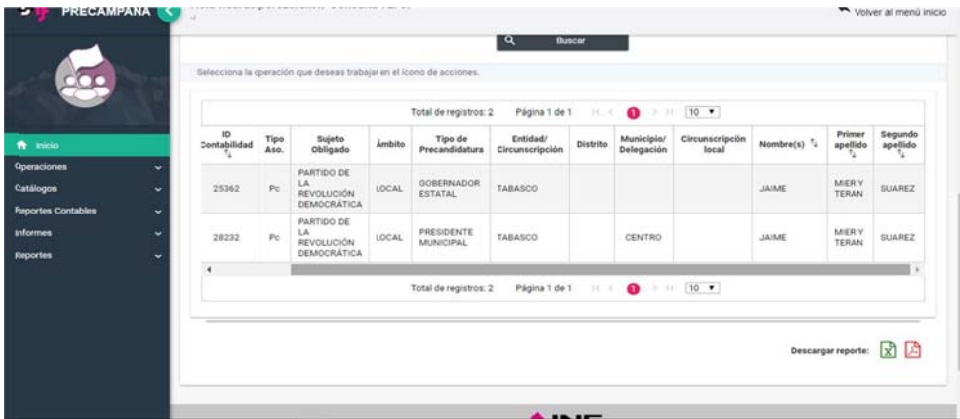 sif PRECAMPAÑA
Volver al menú inicio
Buscar
Selecciona la operación que deseas trabajar en el ícono de acciones.
Inicio
Operaciones
Catálogos
Reportes Contables
Informes
Reportes
Total de registros: 2 Página 1 de 1 1 10
ID Contabilidad Tipo Aso. Sujeto Obligado Ámbito Tipo de Precandidatura Entidad/ Circunscripción Distrito Municipio/ Delegación Circunscripción local Nombre(s) Primer apellido Segundo apellido
25362 Pc PARTIDO DE LA REVOLUCIÓN DEMOCRÁTICA LOCAL GOBERNADOR ESTATAL TABASCO JAIME MIER Y TERAN SUAREZ
28232 Pc PARTIDO DE LA REVOLUCIÓN DEMOCRÁTICA LOCAL PRESIDENTE MUNICIPAL TABASCO CENTRO JAIME MIER Y TERAN SUAREZ
Total de registros: 2 Página 1 de 1 1 10
Descargar reporte: